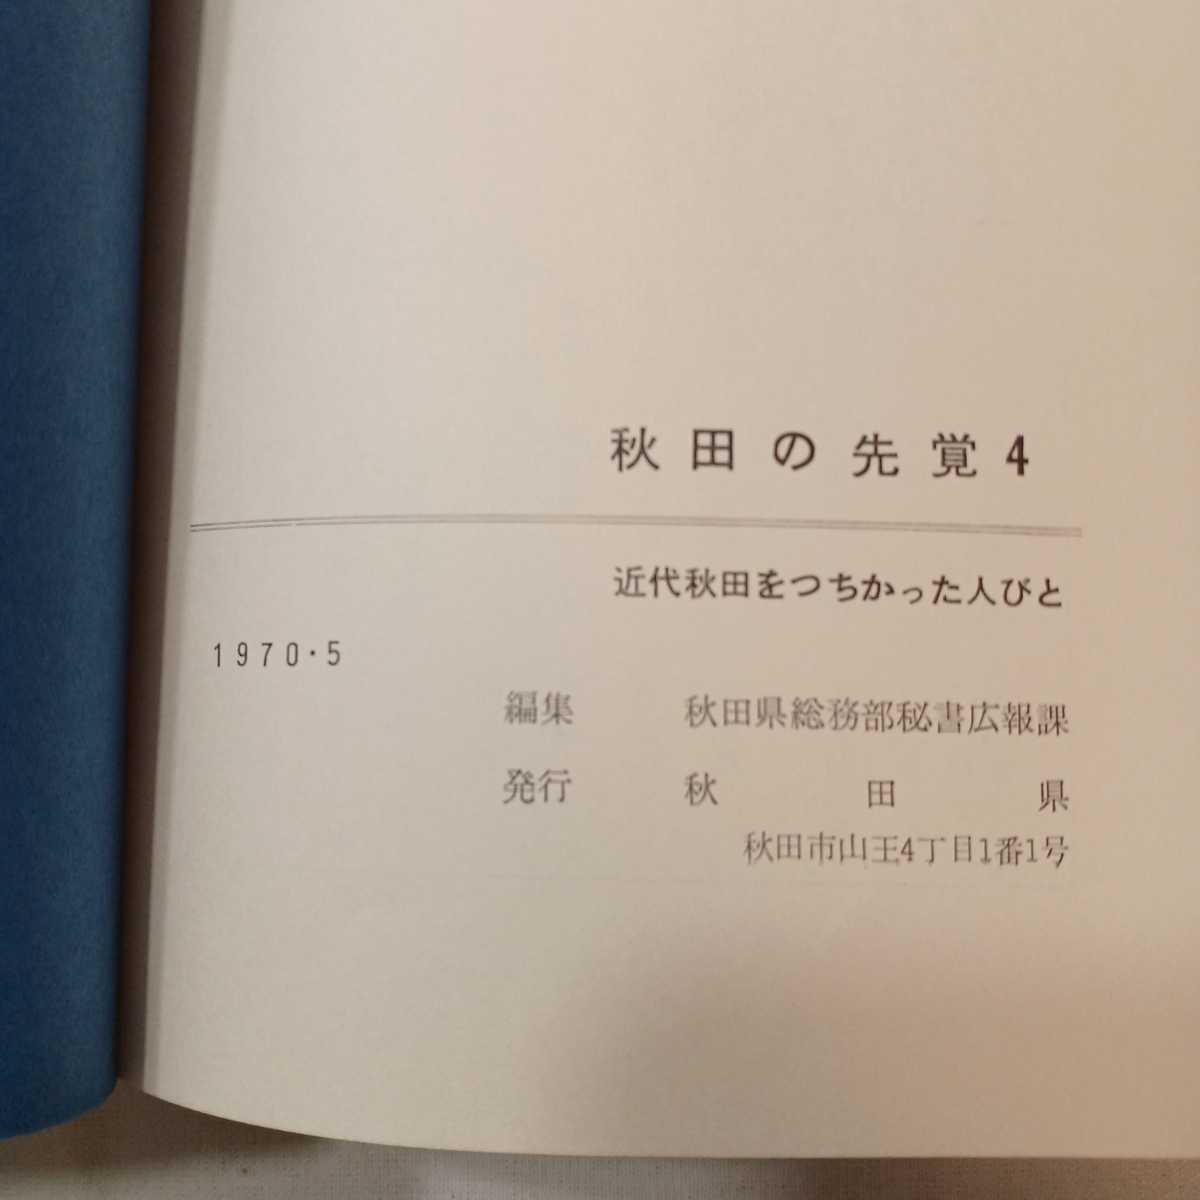 秋田の先覚4
近代秋田をつちかった人びと
1970・5
編集 秋田県総務部秘書広報課
発行 秋田県
秋田市山王4丁目1番1号